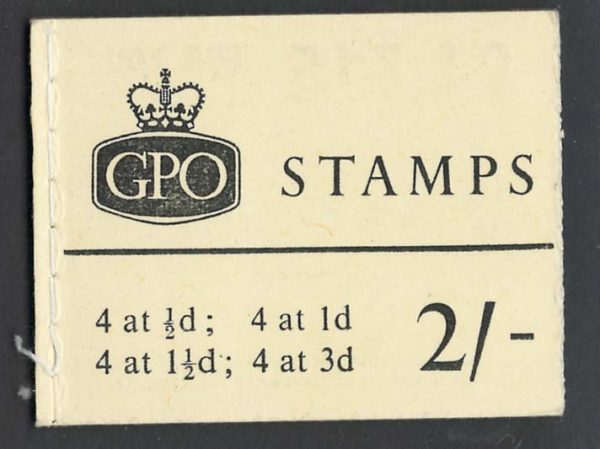 GPO STAMPS
4 at ½d; 4 at 1d
4 at 1½d; 4 at 3d
2/-